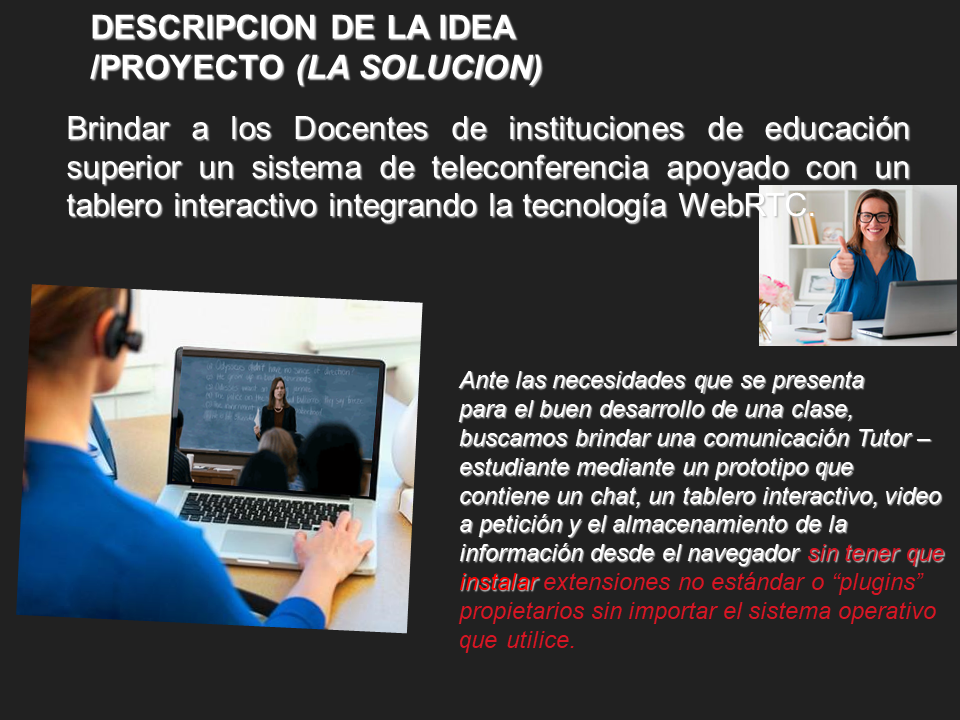 DESCRIPCION DE LA IDEA
/PROYECTO (LA SOLUCION)
Brindar a los Docentes de instituciones de educación
superior un sistema de teleconferencia apoyado con un
tablero interactivo integrando la tecnología WebRTC.
Ante las necesidades que se presenta
para el buen desarrollo de una clase,
buscamos brindar una comunicación Tutor –
estudiante mediante un prototipo que
contiene un chat, un tablero interactivo, video
a petición y el almacenamiento de la
información desde el navegador sin tener que
instalar extensiones no estándar o “plugins”
propietarios sin importar el sistema operativo
que utilice.